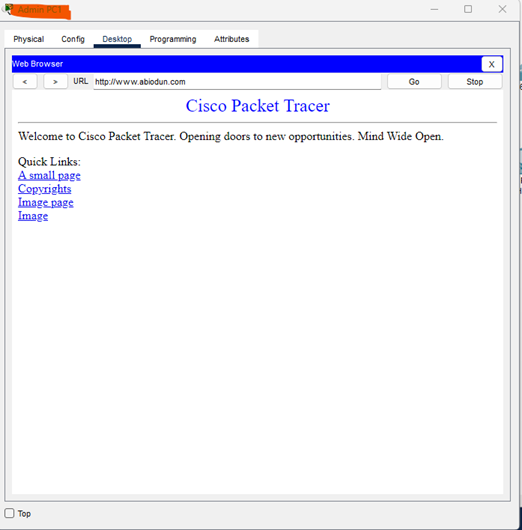 Admin PC1
Physical Config Desktop Programming Attributes
Web Browser X
< > URL http://www.abiodun.com Go Stop
Cisco Packet Tracer
Welcome to Cisco Packet Tracer. Opening doors to new opportunities. Mind Wide Open.
Quick Links:
A small page
Copyrights
Image page
Image
Top